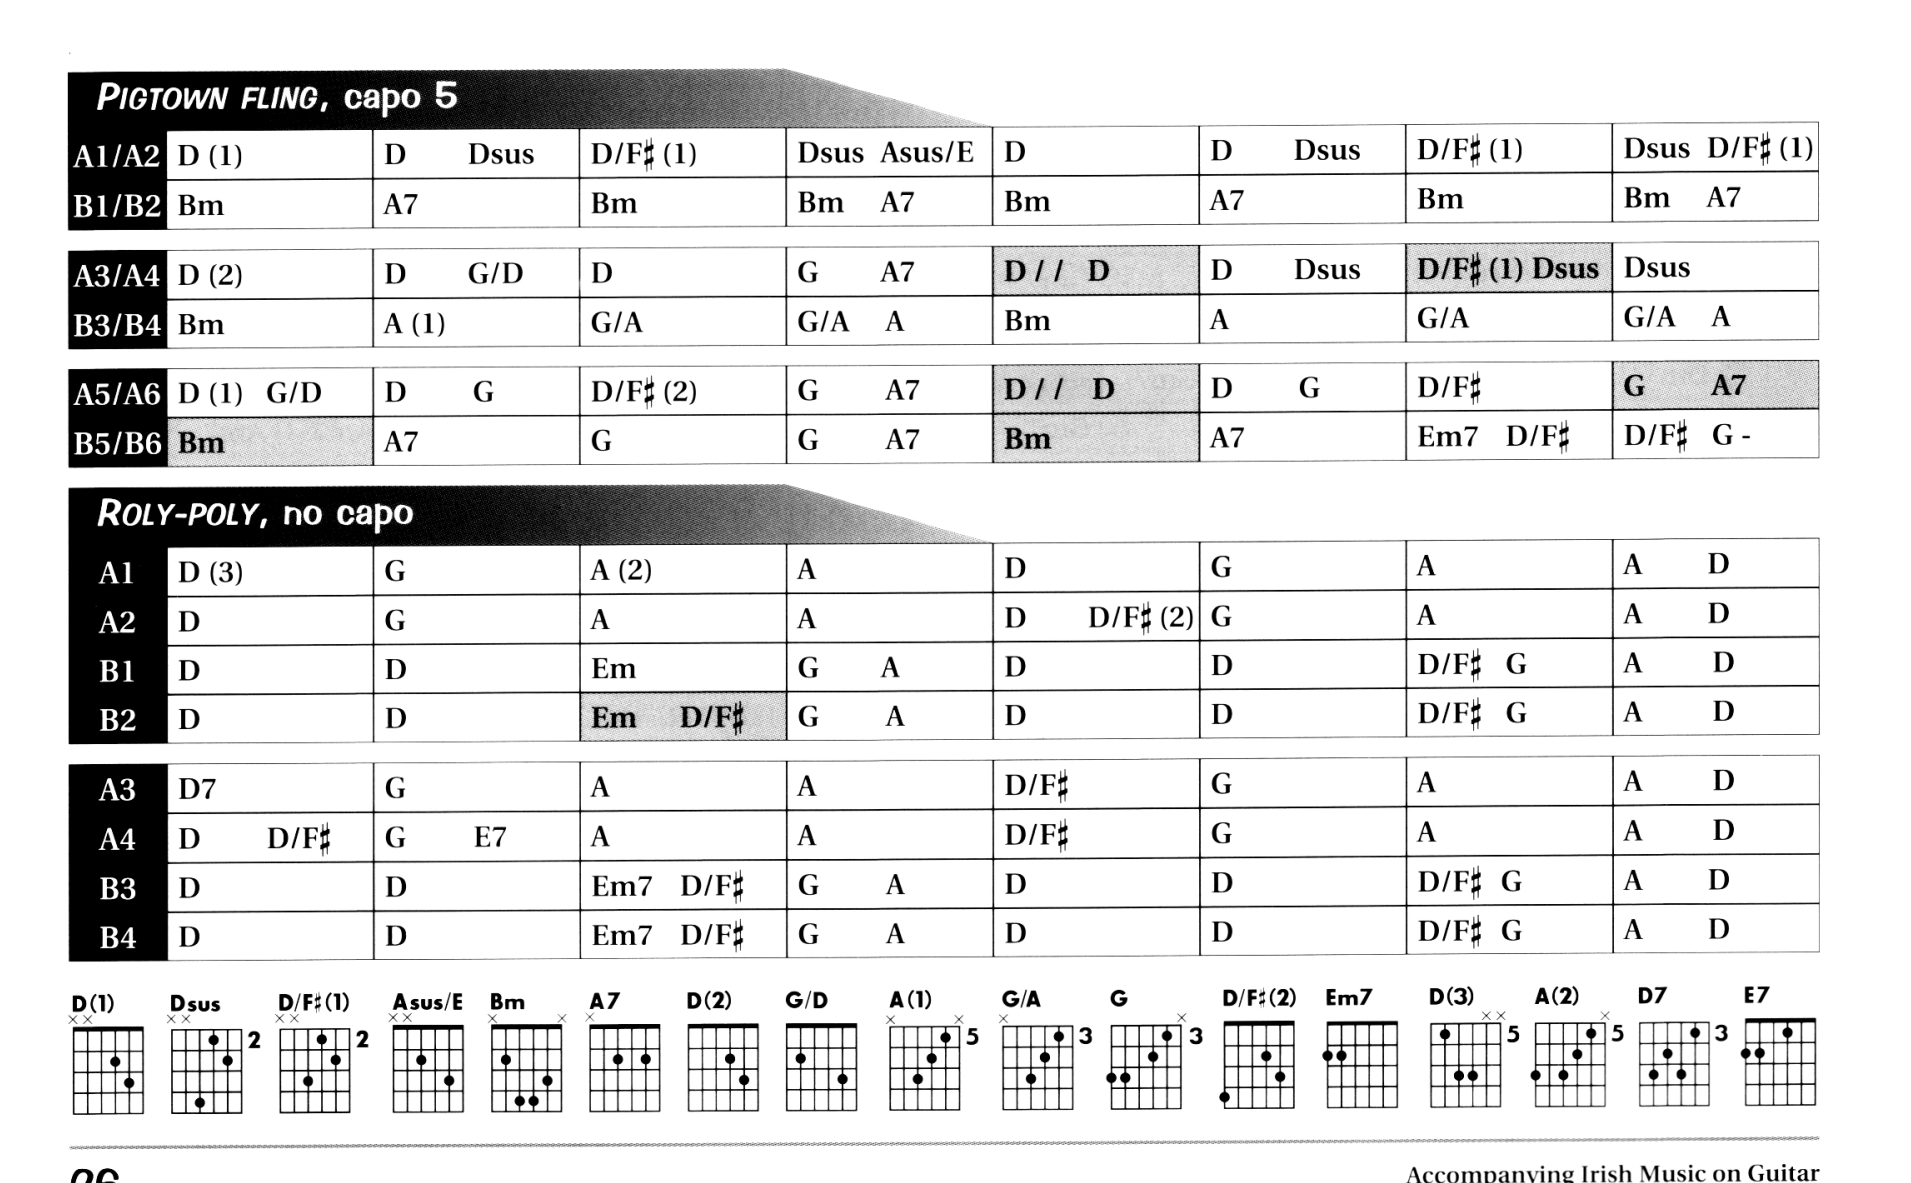 PIGTOWN FLING, capo 5
A1/A2 D (1) D Dsus D/F♯ (1) Dsus Asus/E D D Dsus D/F♯ (1) Dsus D/F♯ (1)
B1/B2 Bm A7 Bm Bm A7 Bm A7 Bm Bm A7
A3/A4 D (2) D G/D D G A7 D / / D D Dsus D/F♯ (1) Dsus Dsus
B3/B4 Bm A (1) G/A G/A A Bm A G/A G/A A
A5/A6 D (1) G/D D G D/F♯ (2) G A7 D / / D D G D/F♯ G A7
B5/B6 Bm A7 G G A7 Bm A7 Em7 D/F♯ D/F♯ G -
ROLY-POLY, no capo
A1 D (3) G A (2) A D G A A D
A2 D G A A D D/F♯ (2) G A A D
B1 D D Em G A D D D/F♯ G A D
B2 D D Em D/F♯ G A D D D/F♯ G A D
A3 D7 G A A D/F♯ G A A D
A4 D D/F♯ G E7 A A D/F♯ G A A D
B3 D D Em7 D/F♯ G A D D D/F♯ G A D
B4 D D Em7 D/F♯ G A D D D/F♯ G A D
D(1) Dsus D/F♯(1) Asus/E Bm A7 D(2) G/D A(1) G/A G D/F♯(2) Em7 D(3) A(2) D7 E7
×× ×× ×× ×× × × × × × × × ×× ×
2 2 5 3 3 5 5 3
Accompanying Irish Music on Guitar